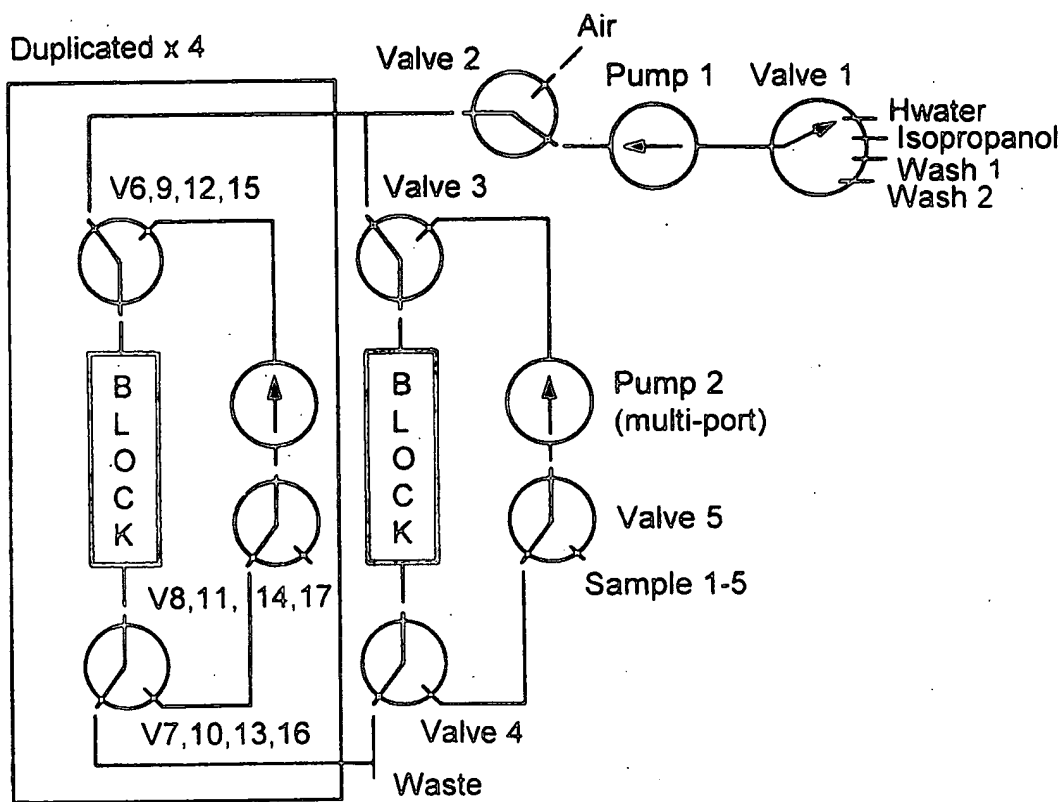 Duplicated x 4
Air
Valve 2
Pump 1
Valve 1
Hwater
Isopropanol
Wash 1
Wash 2
V6,9,12,15
Valve 3
BLOCK
BLOCK
Pump 2
(multi-port)
Valve 5
Sample 1-5
V8,11, 14,17
V7,10,13,16
Valve 4
Waste